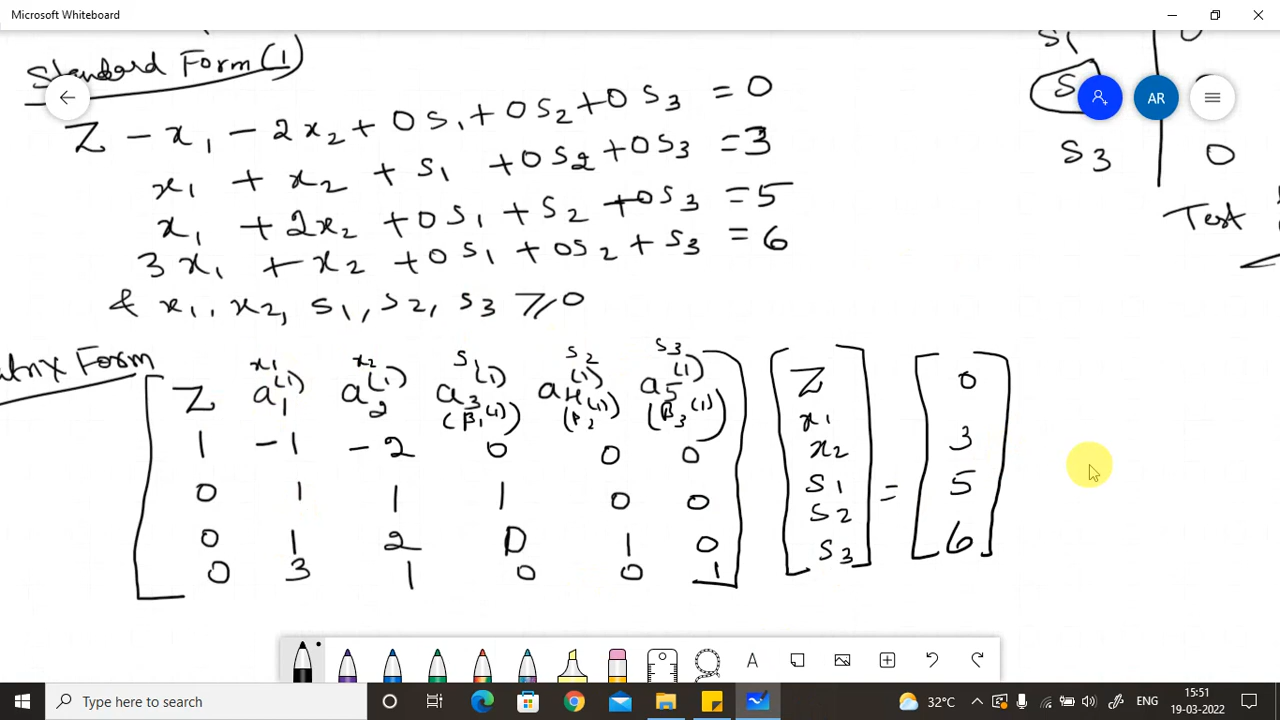 Microsoft Whiteboard
Standard Form (1)
Z - x₁ - 2x₂ + 0s₁ + 0s₂ + 0s₃ = 0
x₁ + x₂ + s₁ + 0s₂ + 0s₃ = 3
x₁ + 2x₂ + 0s₁ + s₂ + 0s₃ = 5
3x₁ + x₂ + 0s₁ + 0s₂ + s₃ = 6
& x₁, x₂, s₁, s₂, s₃ ≥ 0
s₁ 0
s
s₃ 0
Test
AR
atrix Form
x₁ x₂ s₁ s₂ s₃
Z a₁⁽¹⁾ a₂⁽¹⁾ a₃⁽¹⁾ a₄⁽¹⁾ a₅⁽¹⁾ Z 0
(β₁⁽¹⁾) (β₂⁽¹⁾) (β₃⁽¹⁾) x₁
1 -1 -2 0 0 0 x₂ 3
0 1 1 1 0 0 s₁ = 5
0 1 2 0 1 0 s₂ 6
0 3 1 0 0 1 s₃
A
Type here to search
32°C
ENG
15:51
19-03-2022